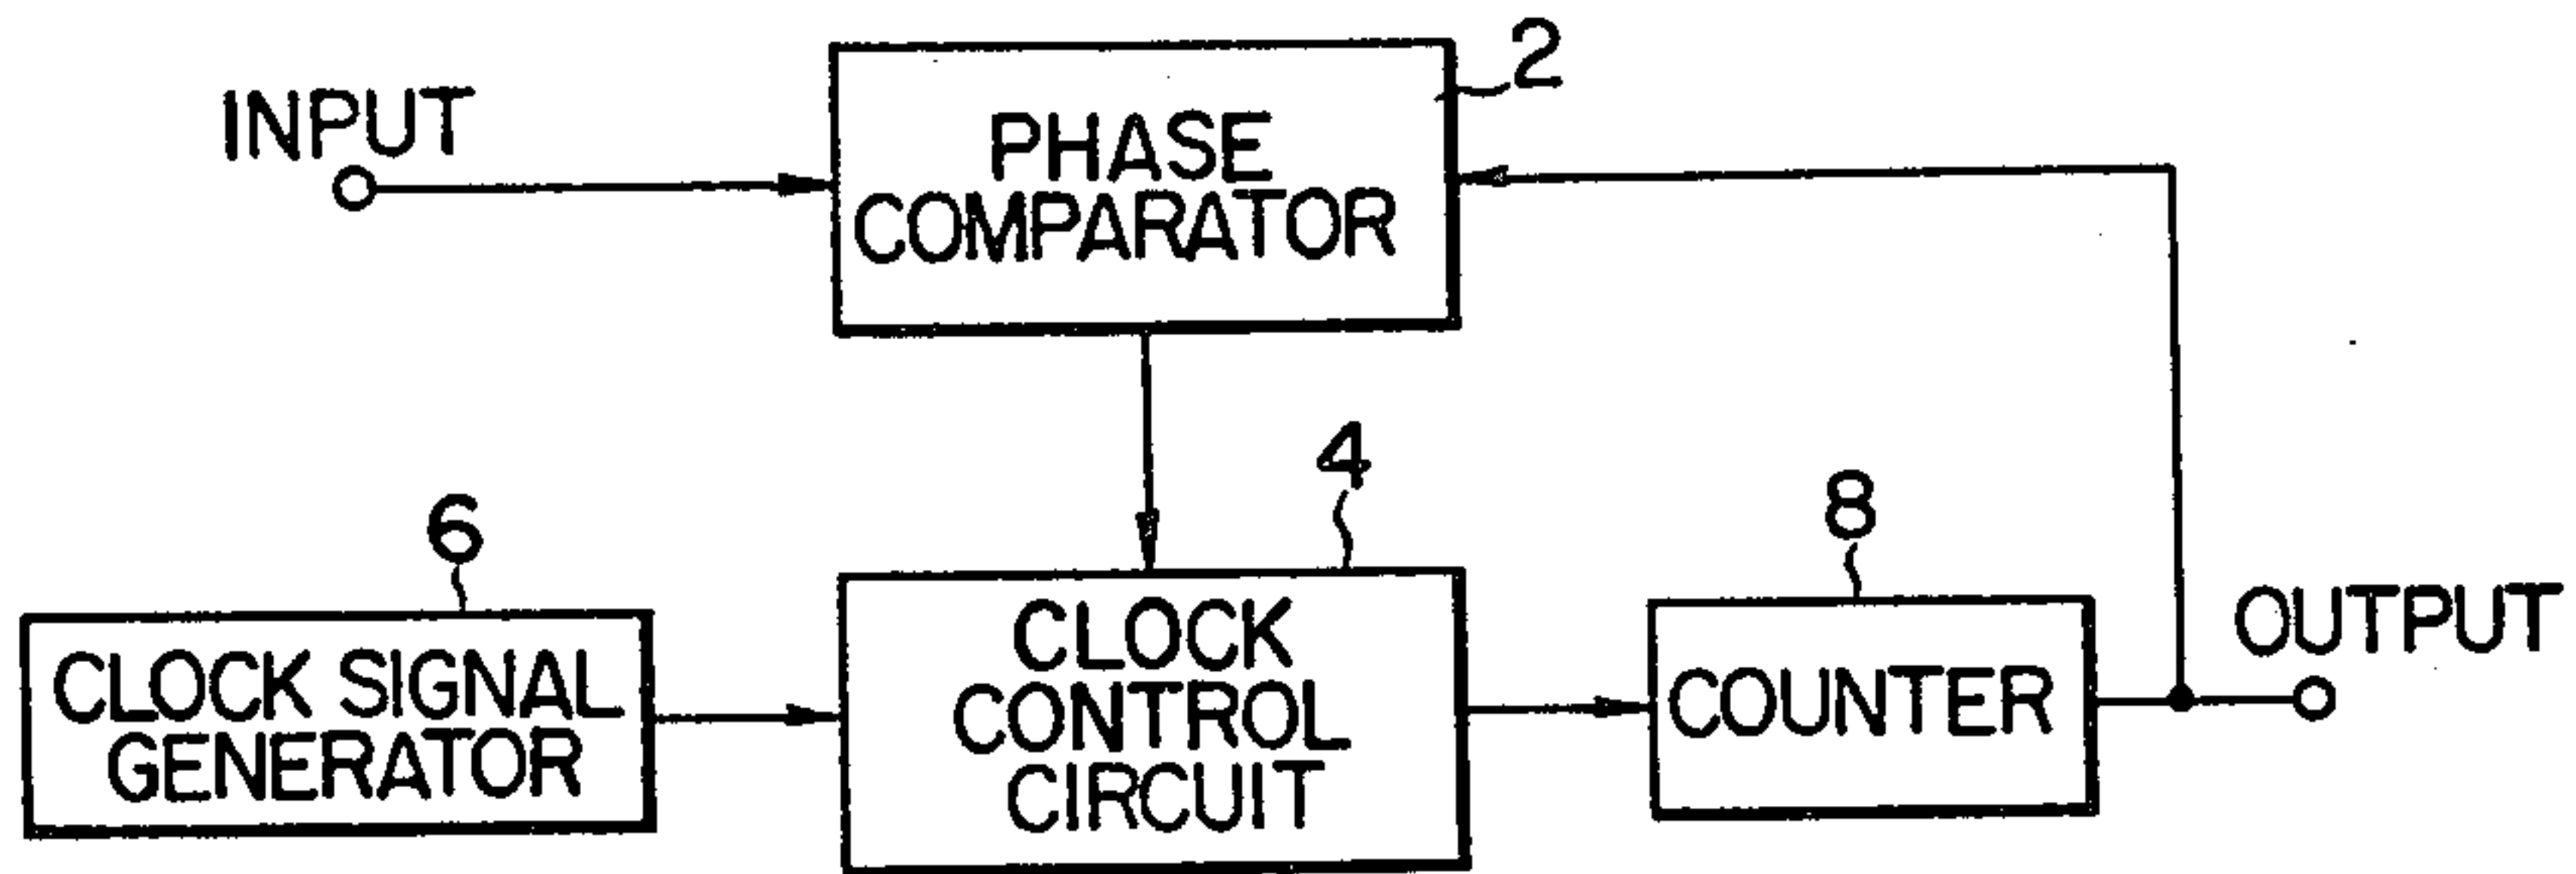 INPUT
2
PHASE
COMPARATOR
4
6
8
CLOCK SIGNAL
GENERATOR
CLOCK
CONTROL
CIRCUIT
COUNTER
OUTPUT